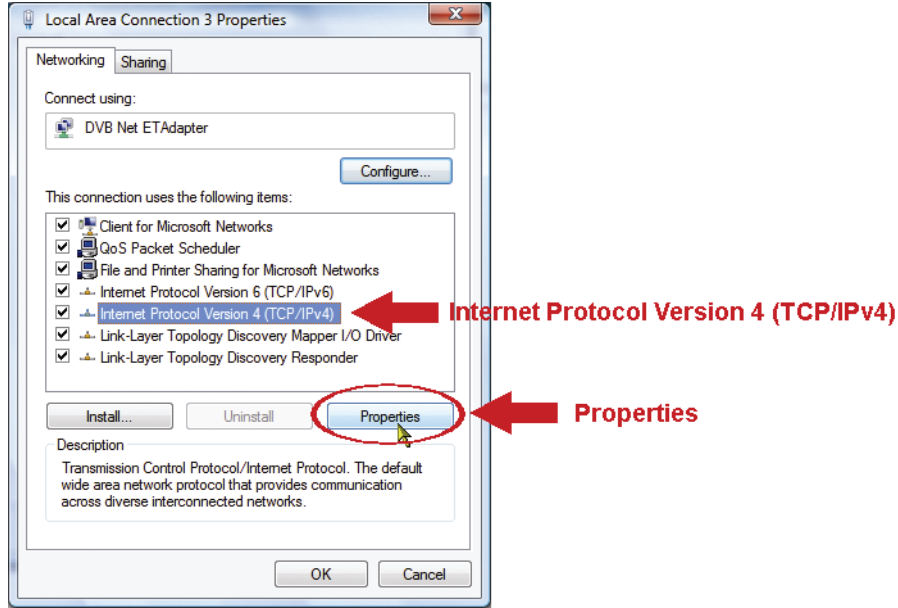 Local Area Connection 3 Properties
Networking Sharing
Connect using:
DVB Net ETAdapter
Configure...
This connection uses the following items:
Client for Microsoft Networks
QoS Packet Scheduler
File and Printer Sharing for Microsoft Networks
Internet Protocol Version 6 (TCP/IPv6)
Internet Protocol Version 4 (TCP/IPv4) Internet Protocol Version 4 (TCP/IPv4)
Link-Layer Topology Discovery Mapper I/O Driver
Link-Layer Topology Discovery Responder
Install... Uninstall Properties Properties
Description
Transmission Control Protocol/Internet Protocol. The default
wide area network protocol that provides communication
across diverse interconnected networks.
OK Cancel